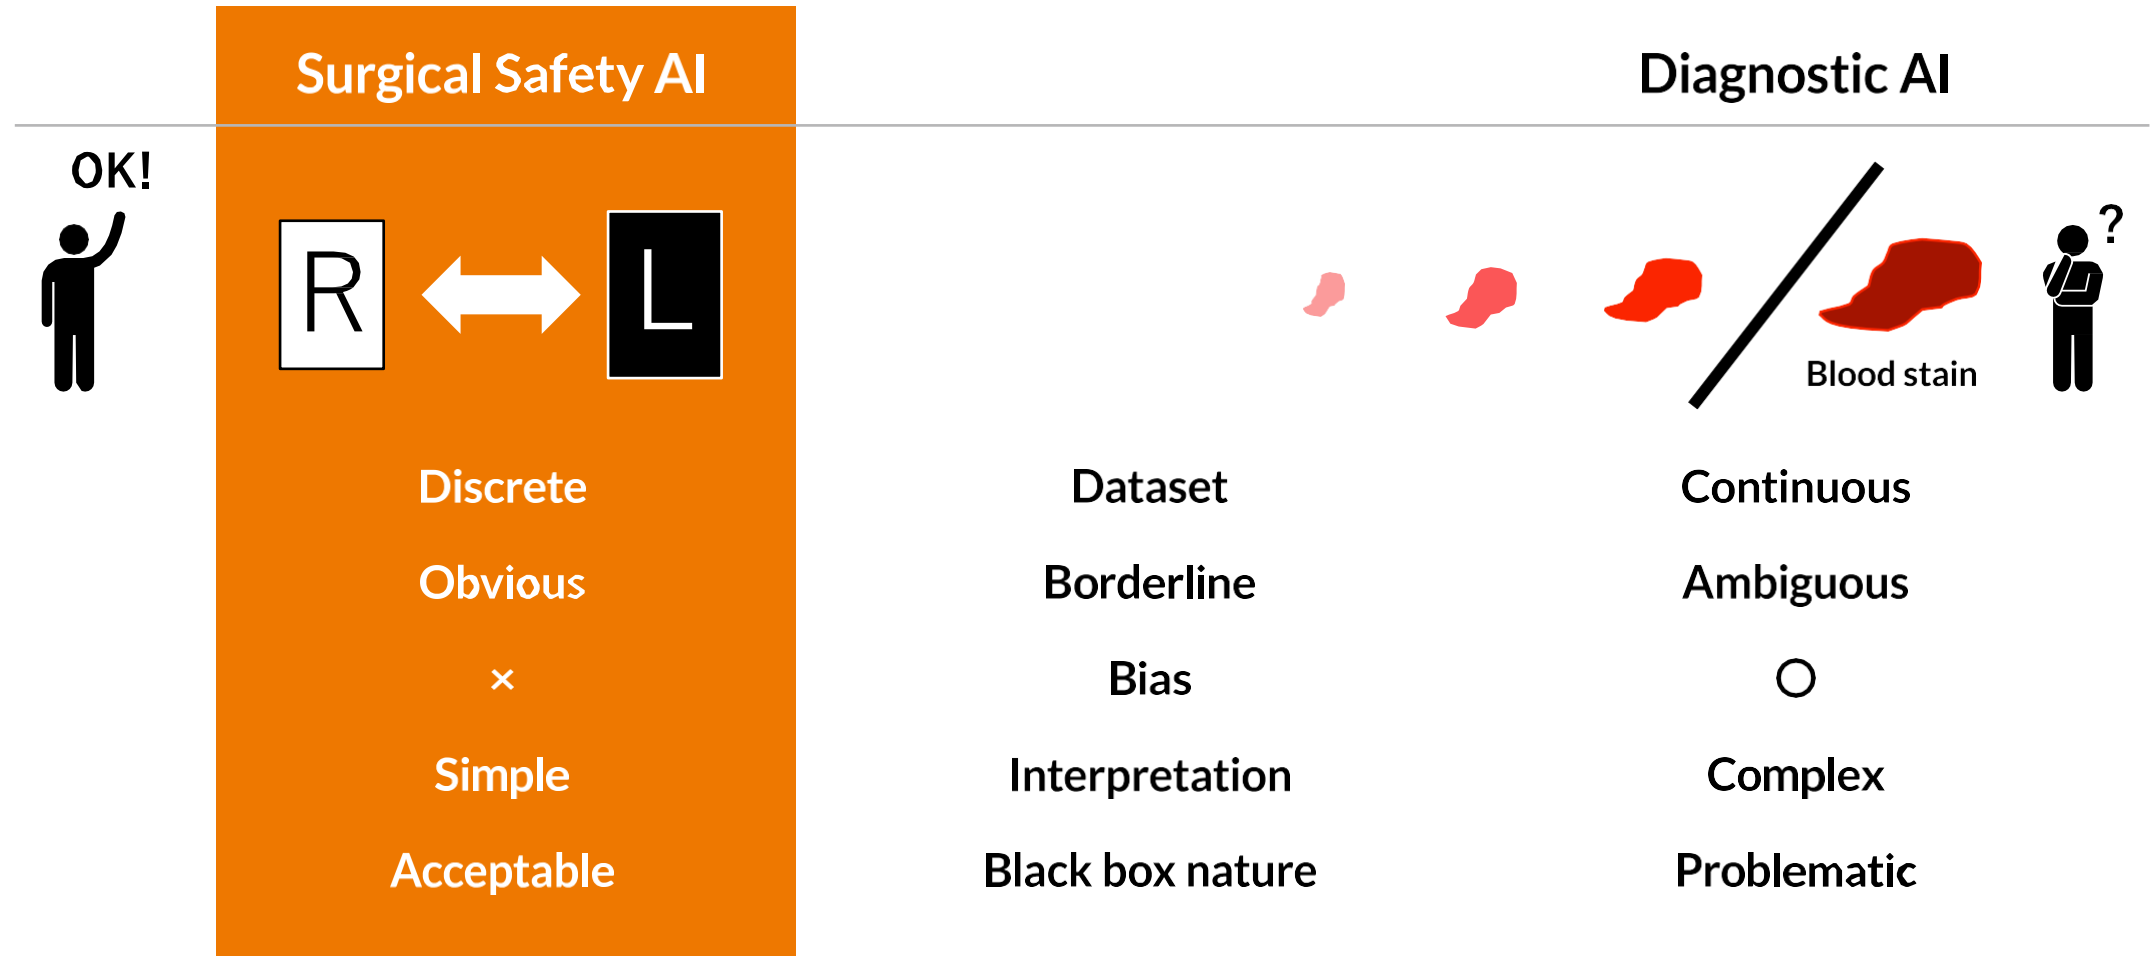 Surgical Safety AI
Diagnostic AI
OK!
R
L
?
Blood stain
Discrete
Dataset
Continuous
Obvious
Borderline
Ambiguous
×
Bias
○
Simple
Interpretation
Complex
Acceptable
Black box nature
Problematic